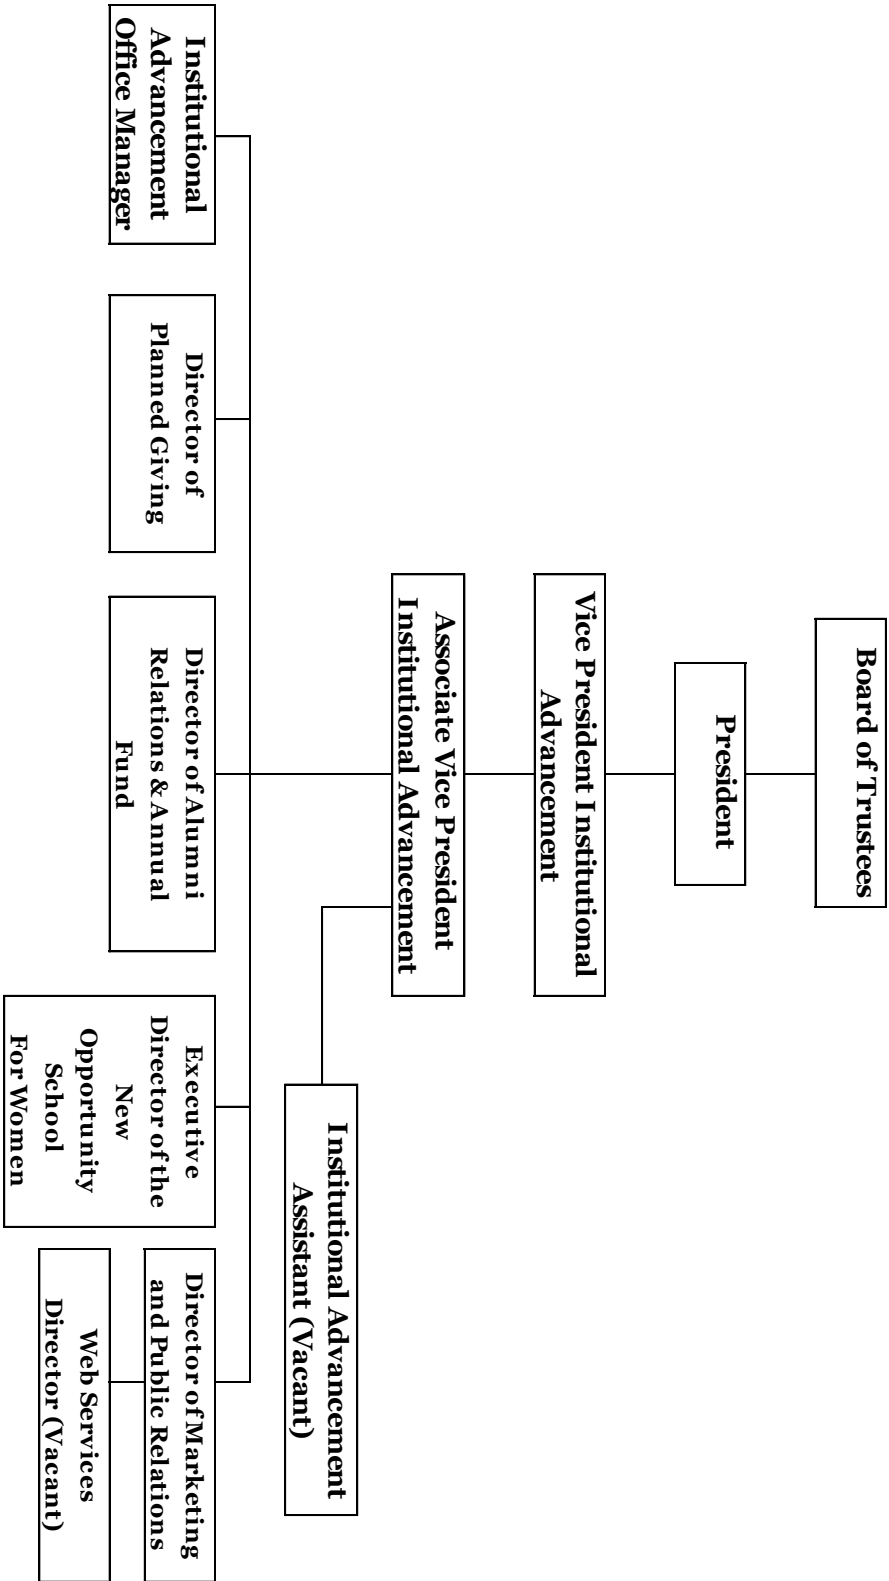 Board of Trustees
President
Vice President Institutional
Advancement
Associate Vice President
Institutional Advancement
Institutional Advancement
Assistant (Vacant)
Institutional
Advancement
Office Manager
Director of
Planned Giving
Director of Alumni
Relations & Annual
Fund
Executive
Director of the
New
Opportunity
School
For Women
Director of Marketing
and Public Relations
Web Services
Director (Vacant)